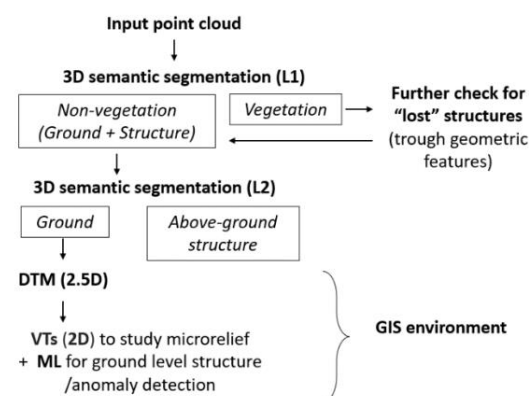 Input point cloud
3D semantic segmentation (L1)
Non-vegetation
(Ground + Structure)
Vegetation
Further check for
“lost” structures
(trough geometric
features)
3D semantic segmentation (L2)
Ground
Above-ground
structure
DTM (2.5D)
VTs (2D) to study microrelief
+ ML for ground level structure
/anomaly detection
GIS environment